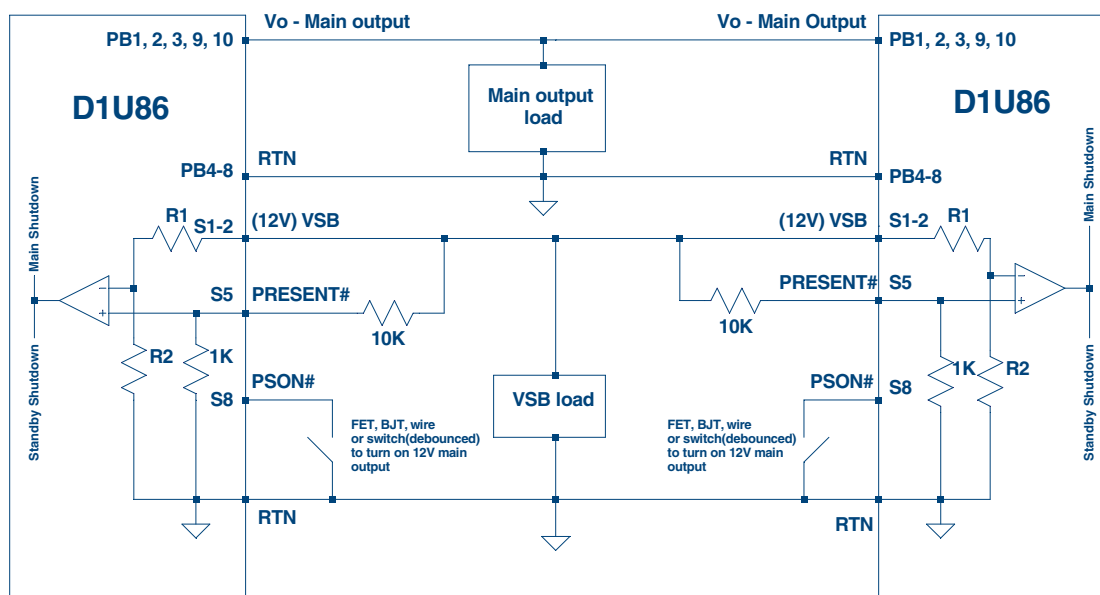 Vo - Main output
Vo - Main Output
PB1, 2, 3, 9, 10
PB1, 2, 3, 9, 10
D1U86
Main output
load
D1U86
RTN
RTN
PB4-8
PB4-8
Main Shutdown
R1
S1-2
(12V) VSB
(12V) VSB
S1-2
R1
Main Shutdown
-
-
S5
PRESENT#
PRESENT#
S5
+
+
10K
10K
Standby Shutdown
R2
1K
PSON#
S8
VSB load
PSON#
S8
1K
R2
Standby Shutdown
FET, BJT, wire
or switch(debounced)
to turn on 12V main
output
FET, BJT, wire
or switch(debounced)
to turn on 12V main
output
RTN
RTN